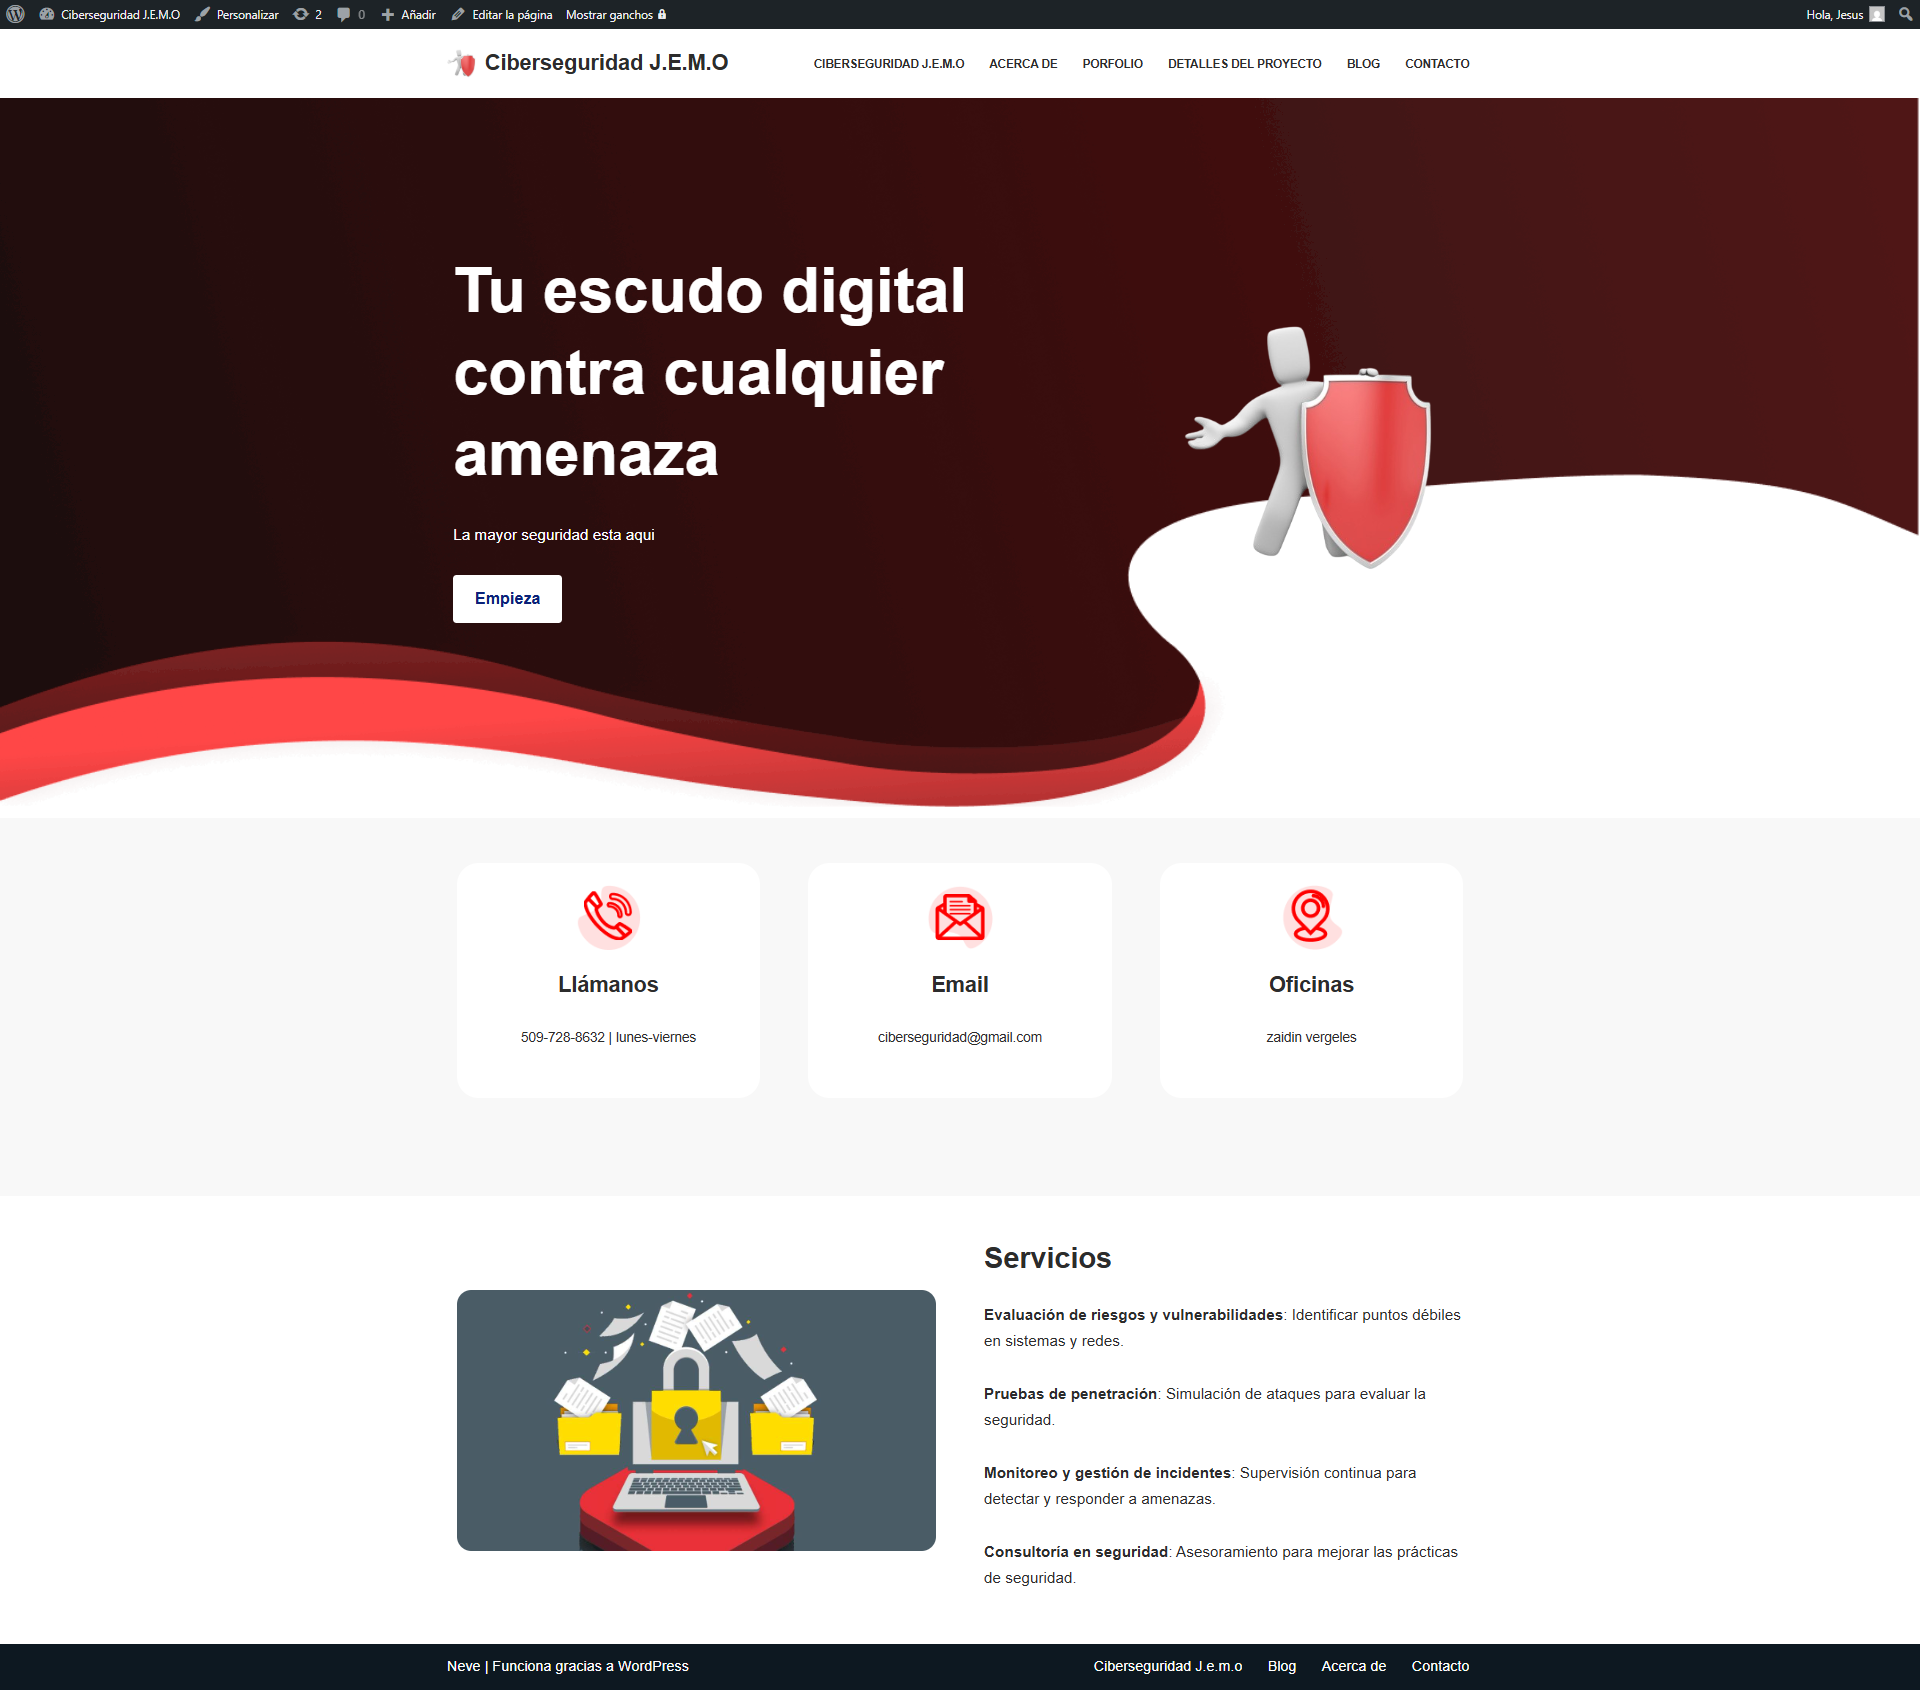 Ciberseguridad J.E.M.O Personalizar 2 0 Añadir Editar la página Mostrar ganchos Hola, Jesus
Ciberseguridad J.E.M.O CIBERSEGURIDAD J.E.M.O ACERCA DE PORFOLIO DETALLES DEL PROYECTO BLOG CONTACTO
Tu escudo digital
contra cualquier
amenaza
La mayor seguridad esta aqui
Empieza
Llámanos
509-728-8632 | lunes-viernes
Email
ciberseguridad@gmail.com
Oficinas
zaidin vergeles
Servicios
Evaluación de riesgos y vulnerabilidades: Identificar puntos débiles
en sistemas y redes.
Pruebas de penetración: Simulación de ataques para evaluar la
seguridad.
Monitoreo y gestión de incidentes: Supervisión continua para
detectar y responder a amenazas.
Consultoría en seguridad: Asesoramiento para mejorar las prácticas
de seguridad.
Neve | Funciona gracias a WordPress Ciberseguridad J.e.m.o Blog Acerca de Contacto